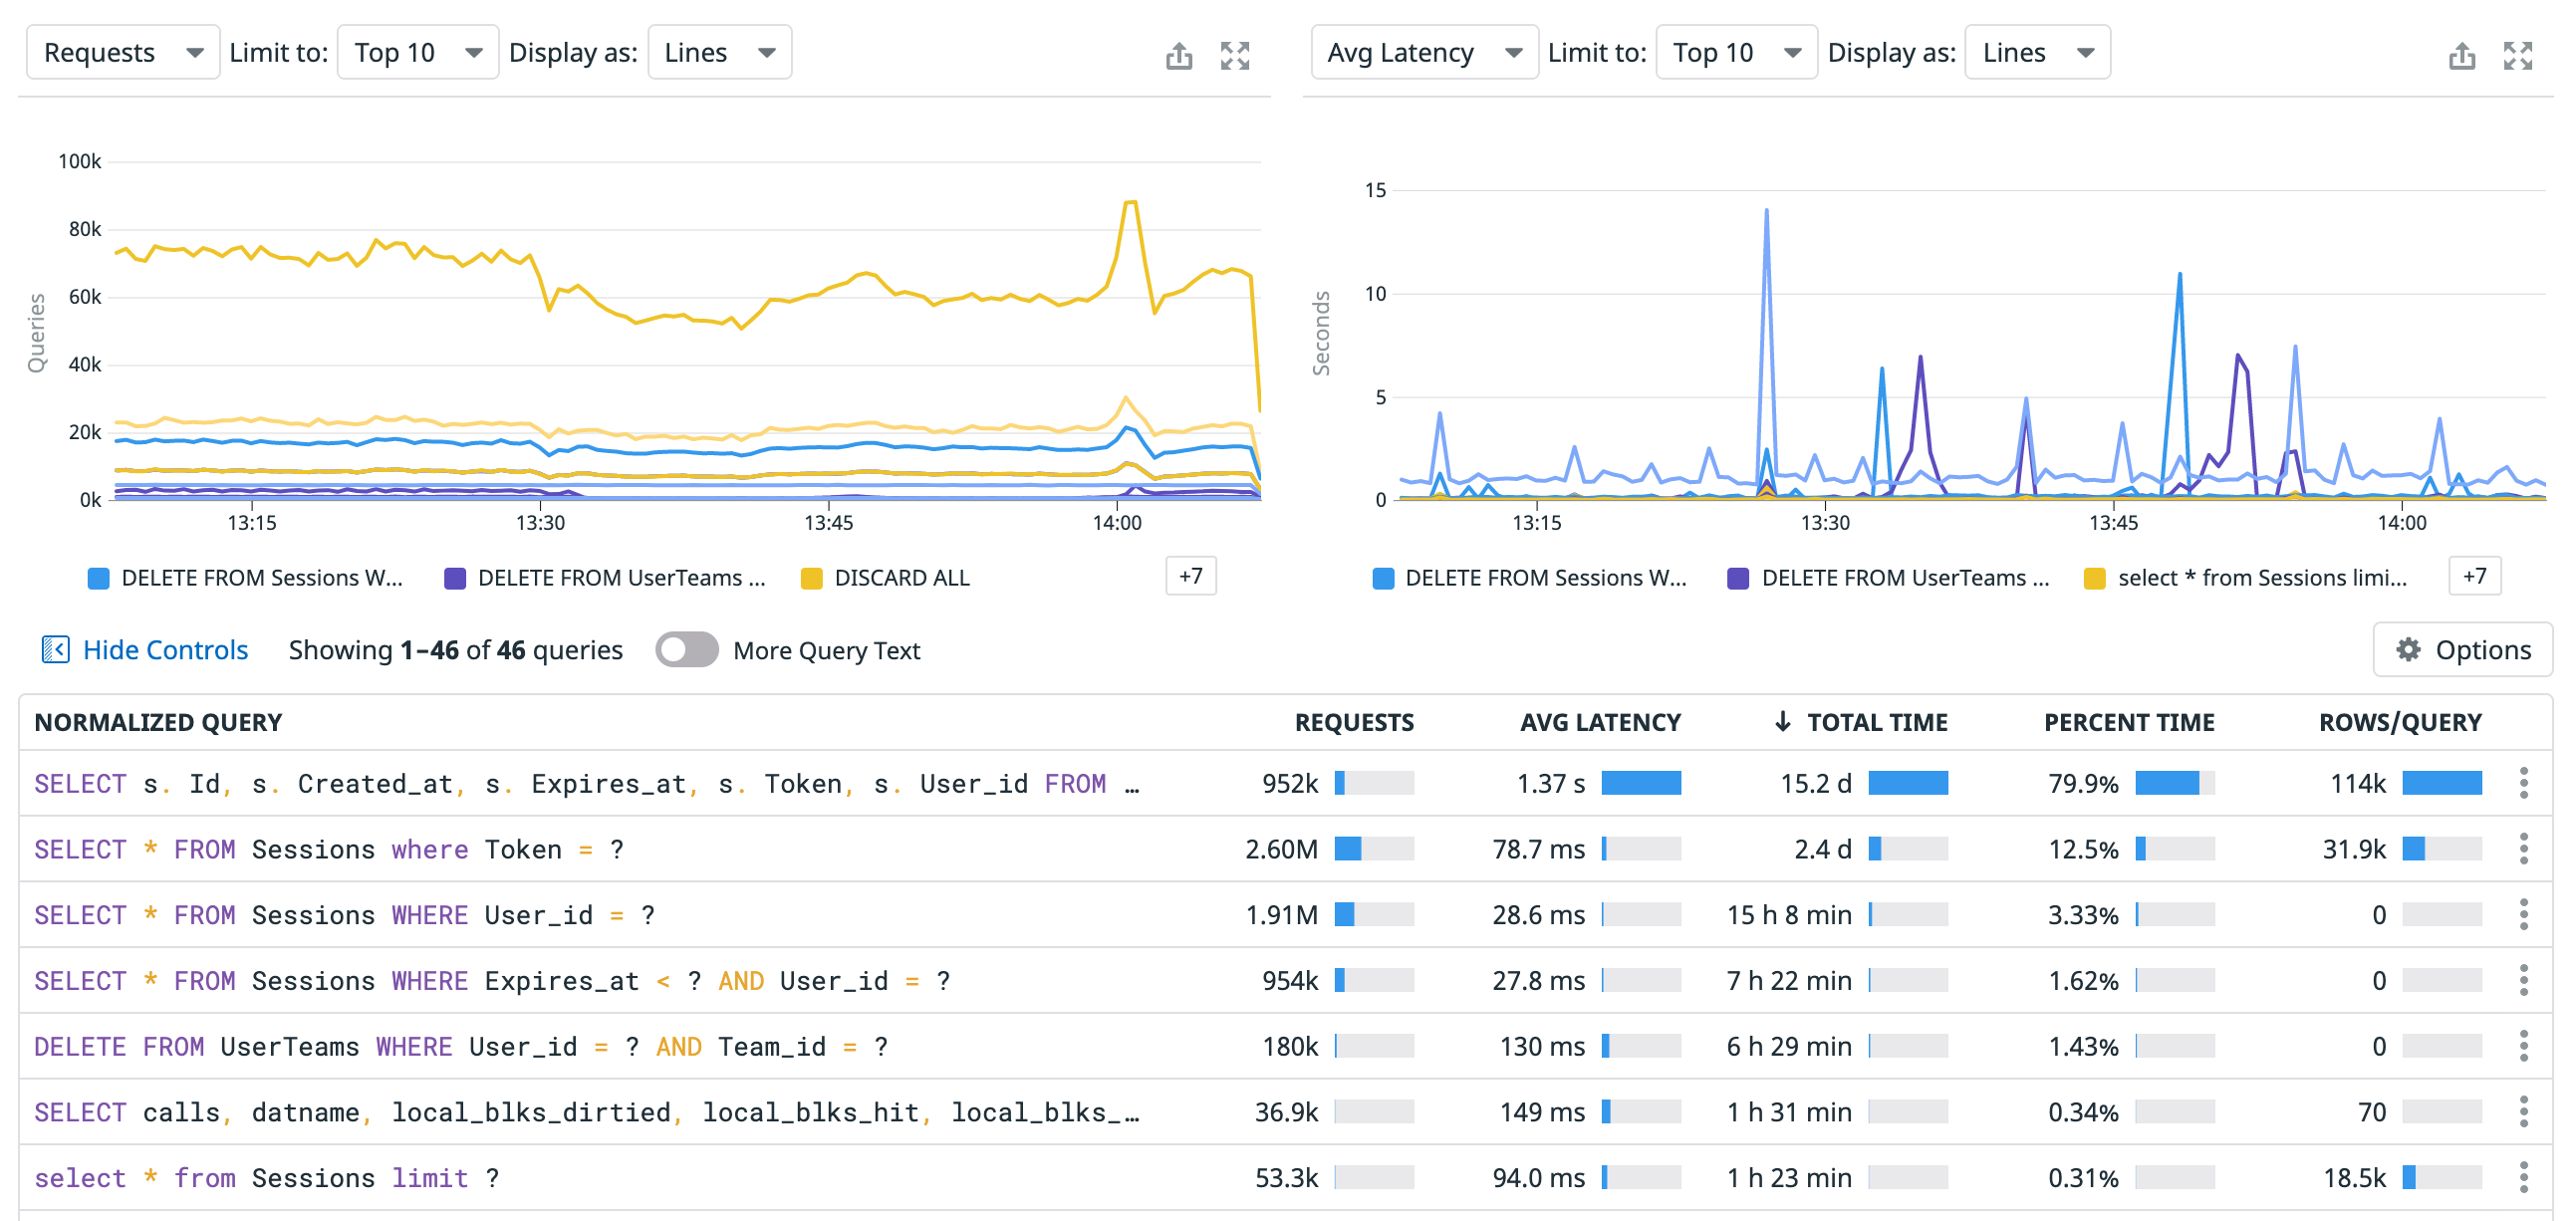 Requests Limit to: Top 10 Display as: Lines
Avg Latency Limit to: Top 10 Display as: Lines
Queries
100k
80k
60k
40k
20k
0k
13:15 13:30 13:45 14:00
DELETE FROM Sessions W... DELETE FROM UserTeams ... DISCARD ALL +7
Seconds
15
10
5
0
13:15 13:30 13:45 14:00
DELETE FROM Sessions W... DELETE FROM UserTeams ... select * from Sessions limi... +7
Hide Controls Showing 1–46 of 46 queries More Query Text Options
NORMALIZED QUERY REQUESTS AVG LATENCY ↓ TOTAL TIME PERCENT TIME ROWS/QUERY
SELECT s. Id, s. Created_at, s. Expires_at, s. Token, s. User_id FROM … 952k 1.37 s 15.2 d 79.9% 114k
SELECT * FROM Sessions where Token = ? 2.60M 78.7 ms 2.4 d 12.5% 31.9k
SELECT * FROM Sessions WHERE User_id = ? 1.91M 28.6 ms 15 h 8 min 3.33% 0
SELECT * FROM Sessions WHERE Expires_at < ? AND User_id = ? 954k 27.8 ms 7 h 22 min 1.62% 0
DELETE FROM UserTeams WHERE User_id = ? AND Team_id = ? 180k 130 ms 6 h 29 min 1.43% 0
SELECT calls, datname, local_blks_dirtied, local_blks_hit, local_blks_… 36.9k 149 ms 1 h 31 min 0.34% 70
select * from Sessions limit ? 53.3k 94.0 ms 1 h 23 min 0.31% 18.5k